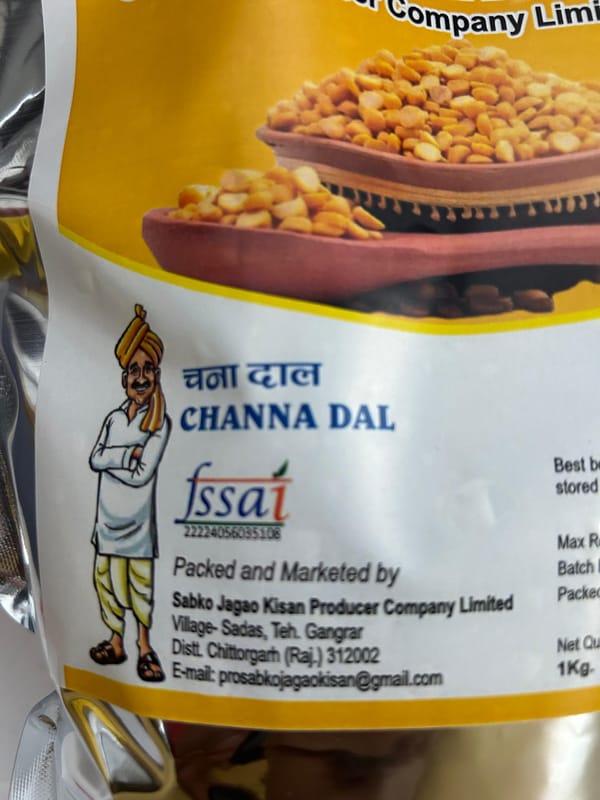 Company Limi
चना दाल
CHANNA DAL
fssai
22224056035108
Packed and Marketed by
Sabko Jagao Kisan Producer Company Limited
Village- Sadas, Teh. Gangrar
Distt. Chittorgarh (Raj.) 312002
E-mail: prosabkojagaokisan@gmail.com
Best b
stored
Max R
Batch
Packed
Net Qu
1Kg.